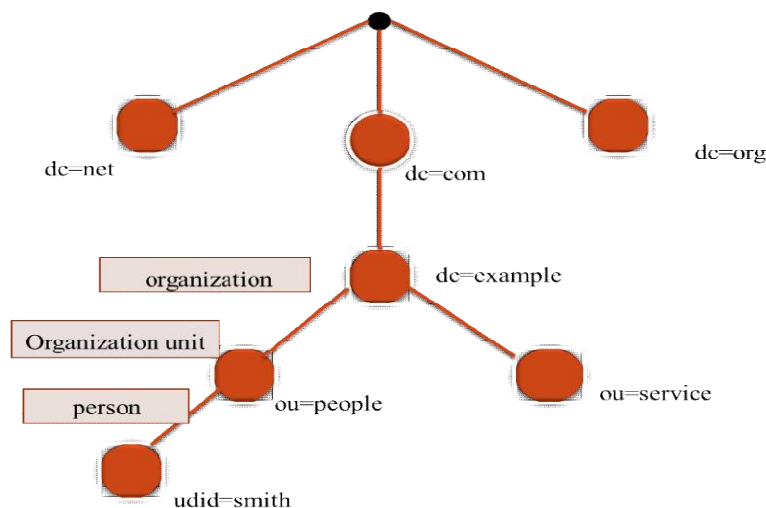 dc=net
dc=com
dc=org
organization
dc=example
Organization unit
person
ou=people
ou=service
udid=smith